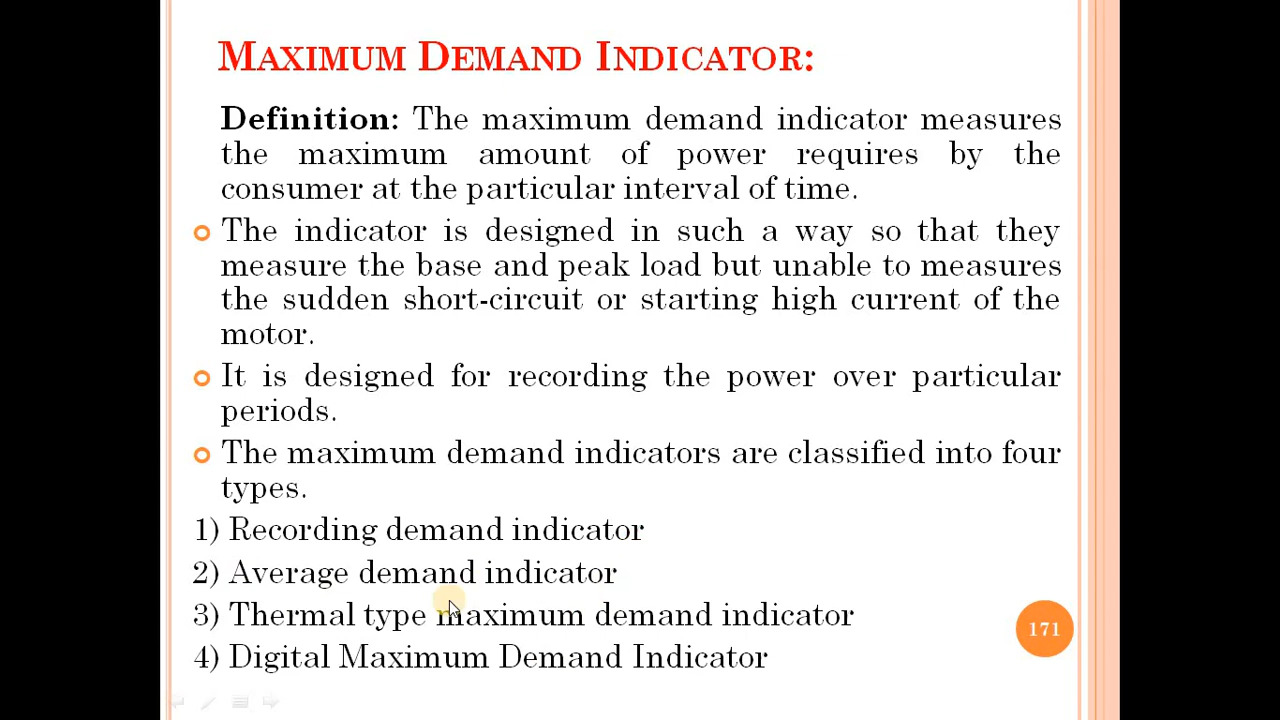 MAXIMUM DEMAND INDICATOR:
Definition: The maximum demand indicator measures
the maximum amount of power requires by the
consumer at the particular interval of time.
The indicator is designed in such a way so that they
measure the base and peak load but unable to measures
the sudden short-circuit or starting high current of the
motor.
It is designed for recording the power over particular
periods.
The maximum demand indicators are classified into four
types.
1) Recording demand indicator
2) Average demand indicator
3) Thermal type maximum demand indicator
4) Digital Maximum Demand Indicator
171